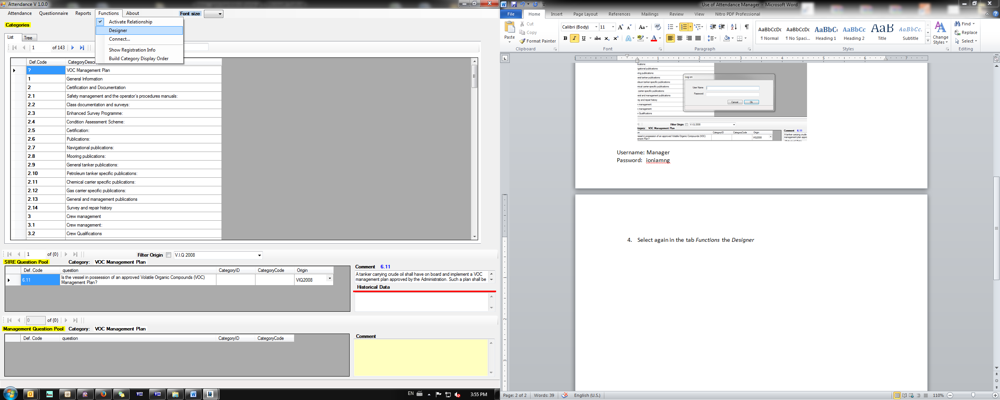 Attendance V 1.0.0
Attendance Questionnaire Reports Functions About Font size
Activate Relationship
Designer
Connect...
Show Registration Info
Build Category Display Order
Categories
List Tree
1 of 143
Def.Code
? VOC Management Plan
1 General Information
2 Certification and Documentation
2.1 Safety management and the operator's procedures manuals:
2.2 Class documentation and surveys:
2.3 Enhanced Survey Programme:
2.4 Condition Assessment Scheme:
2.5 Certification:
2.6 Publications:
2.7 Navigational publications:
2.8 Mooring publications:
2.9 General tanker publications:
2.10 Petroleum tanker specific publications:
2.11 Chemical carrier specific publications:
2.12 Gas carrier specific publications:
2.13 General and management publications
2.14 Survey and repair history
3 Crew management
3.1 Crew management:
3.2 Crew Qualifications
1 of {0} Filter Origin V.I.Q 2008
SIRE Question Pool Category: VOC Management Plan
Def. Code question CategoryID CategoryCode Origin
6.11 Is the vessel in possession of an approved Volatile Organic Compounds (VOC)
Management Plan? VIQ2008
Comment 6.11
A tanker carrying crude oil shall have on board and implement a VOC
management plan approved by the Administration. Such a plan shall be
Historical Data
0 of {0}
Management Question Pool Category: VOC Management Plan
Def. Code question CategoryID CategoryCode
Comment
EN 3:55 PM
Use of Attendance Manager - Microsoft Word
File Home Insert Page Layout References Mailings Review View Nitro PDF Professional
Paste
Cut
Copy
Format Painter
Clipboard
Calibri (Body) 11
Font
Paragraph
AaBbCcDc AaBbCcDc AaBbC AaBbCc AaB AaBbCc.
¶ Normal ¶ No Spaci... Heading 1 Heading 2 Title Subtitle
Change
Styles
Styles
Find
Replace
Select
Editing
Log on
User Name
Password
Cancel Ok
Filter Origin V.I.Q 2008
VOC Management Plan
CategoryID CategoryCode Origin
VIQ2008
Comment 6.11
Username: Manager
Password: ioniamng
4. Select again in the tab Functions the Designer
Page: 2 of 2 Words: 39 English (U.S.) 110%